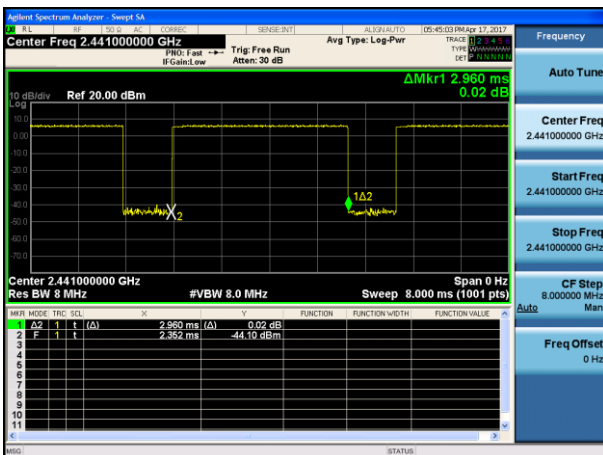 Agilent Spectrum Analyzer - Swept SA
RL RF 50 Ω AC CORREC SENSE:INT ALIGNAUTO 05:45:03 PM Apr 17, 2017
Center Freq 2.441000000 GHz
PNO: Fast
IFGain:Low
Trig: Free Run
Atten: 30 dB
Avg Type: Log-Pwr
TRACE 1 2 3 4 5 6
TYPE WWWWWW
DET P N N N N N
ΔMkr1 2.960 ms
0.02 dB
10 dB/div Ref 20.00 dBm
Log
10.0
0.00
-10.0
-20.0
-30.0
-40.0
-50.0
-60.0
-70.0
X2
1Δ2
Center 2.441000000 GHz Span 0 Hz
Res BW 8 MHz #VBW 8.0 MHz Sweep 8.000 ms (1001 pts)
MKR MODE TRC SCL X Y FUNCTION FUNCTION WIDTH FUNCTION VALUE
1 Δ2 1 t (Δ) 2.960 ms (Δ) 0.02 dB
2 F 1 t 2.352 ms -44.10 dBm
3
4
5
6
7
8
9
10
11
MSG STATUS
Frequency
Auto Tune
Center Freq
2.441000000 GHz
Start Freq
2.441000000 GHz
Stop Freq
2.441000000 GHz
CF Step
8.000000 MHz
Auto Man
Freq Offset
0 Hz